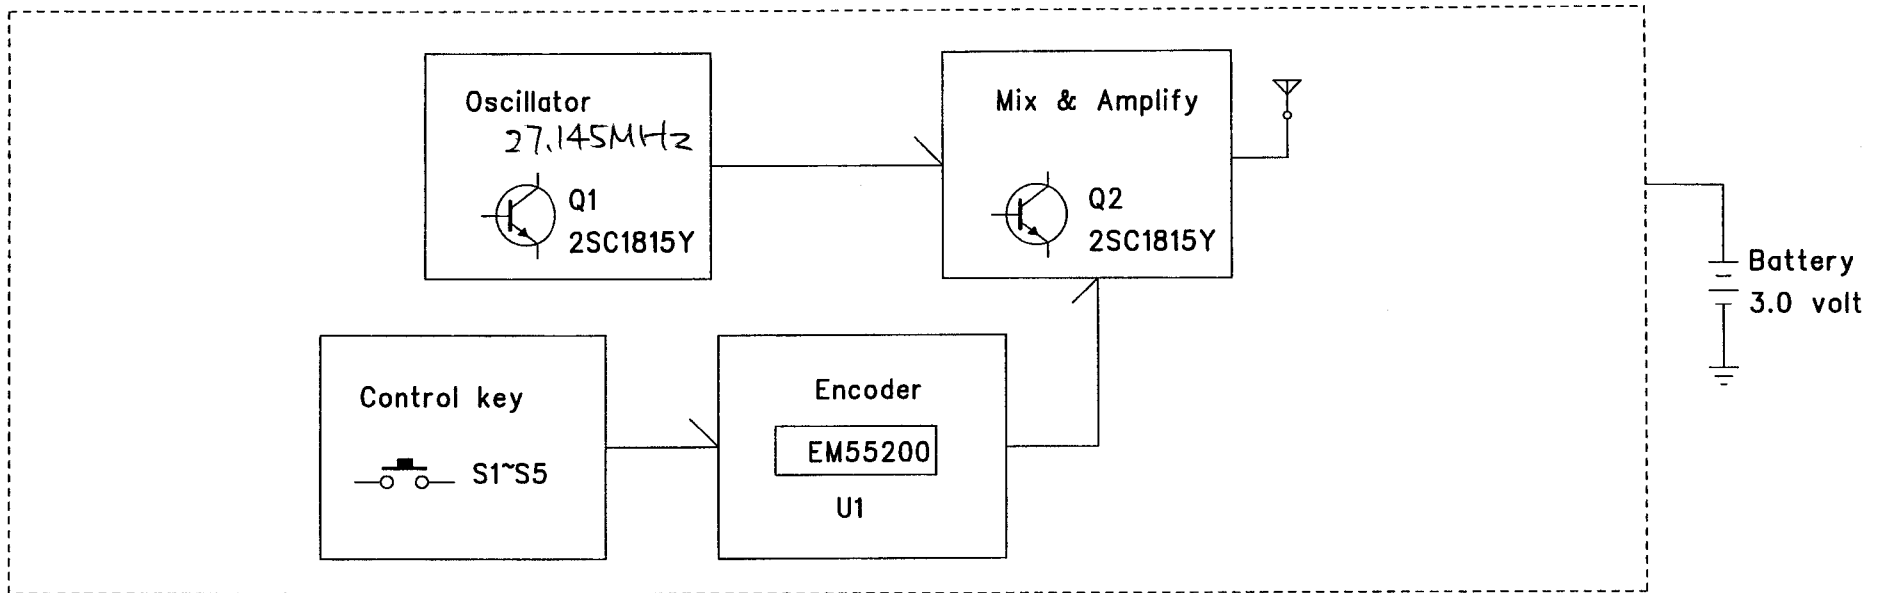 Oscillator
27.145MHz
Q1
2SC1815Y
Mix & Amplify
Q2
2SC1815Y
Battery
3.0 volt
Control key
S1~S5
Encoder
EM55200
U1